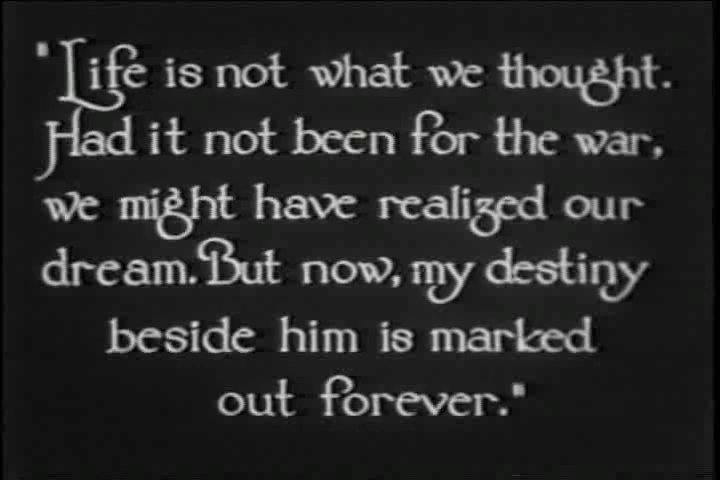 "Life is not what we thought.
Had it not been for the war,
we might have realized our
dream. But now, my destiny
beside him is marked
out forever."